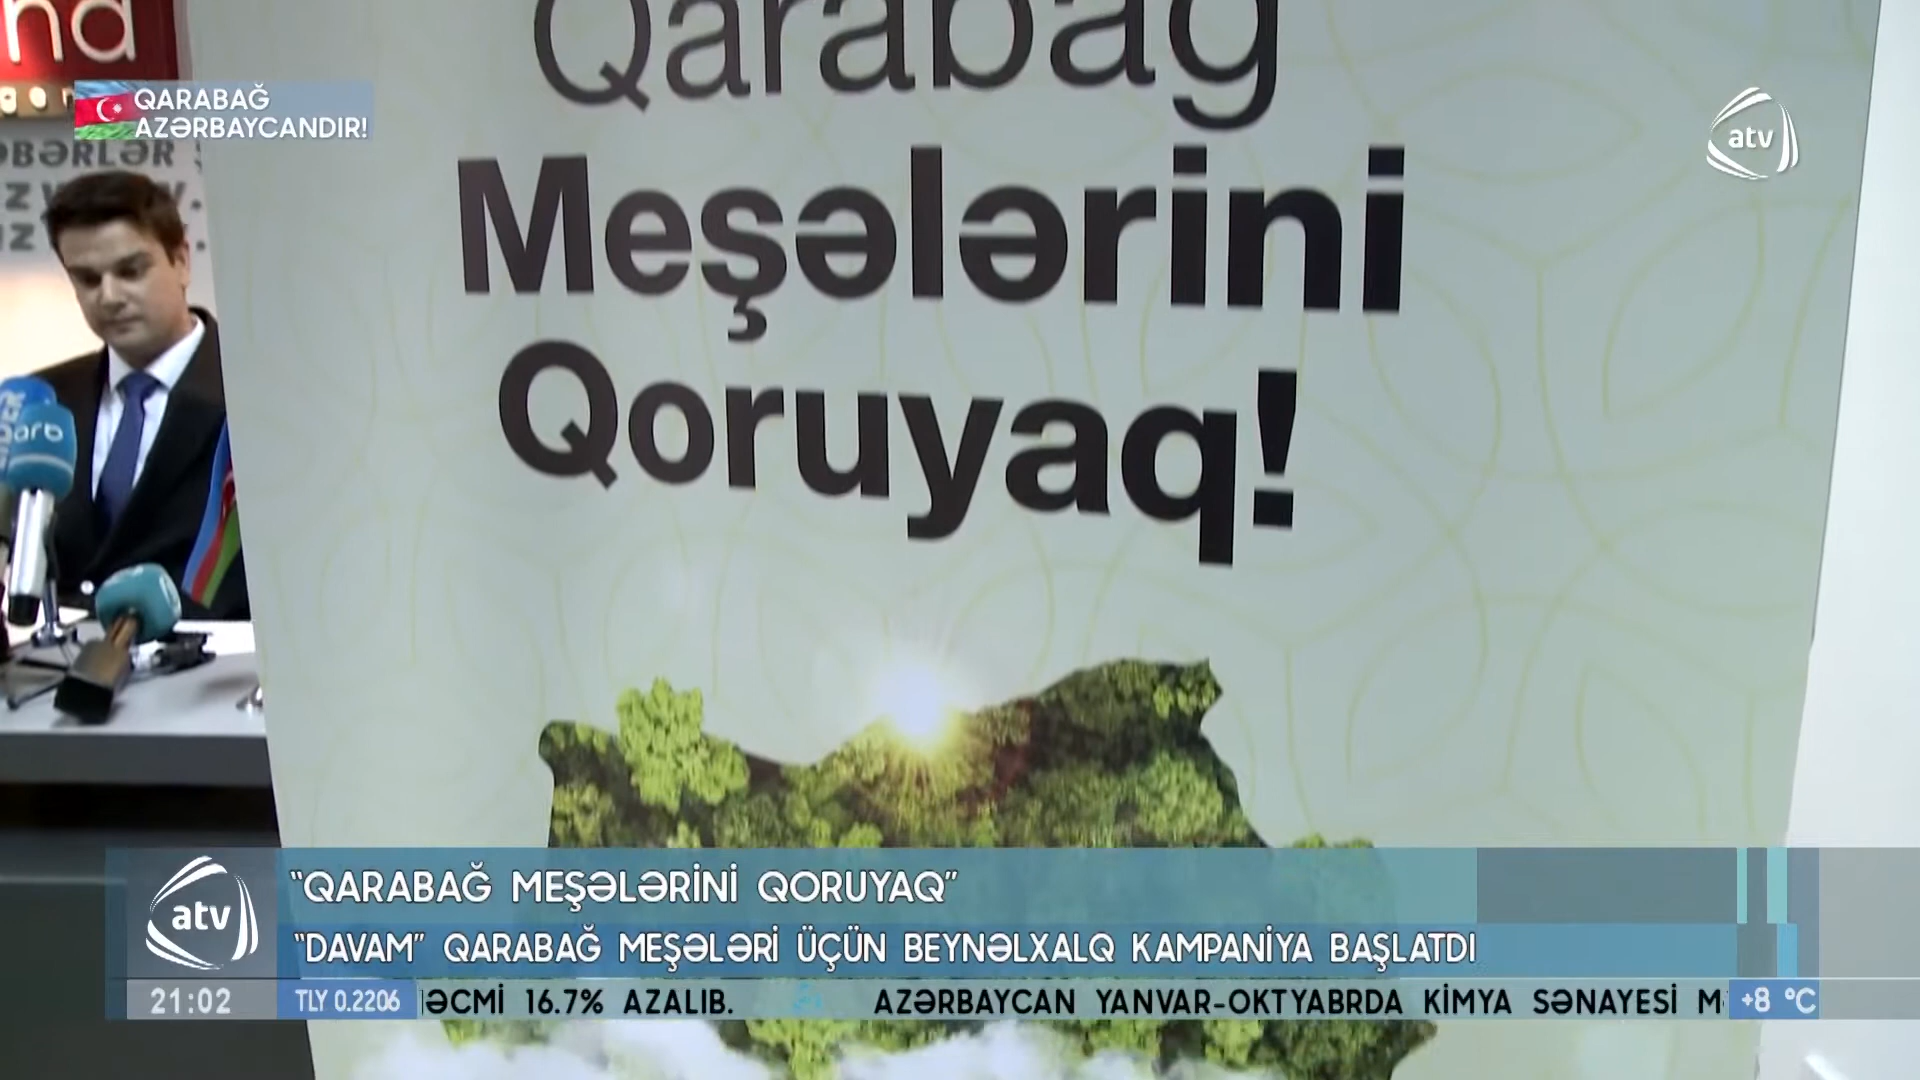 Qarabağ
Meşələrini
Qoruyaq!
QARABAĞ
AZƏRBAYCANDIR!
atv
arb
“QARABAĞ MEŞƏLƏRİNİ QORUYAQ”
atv
“DAVAM” QARABAĞ MEŞƏLƏRİ ÜÇÜN BEYNƏLXALQ KAMPANİYA BAŞLATDI
21:02 TLY 0.2206 ƏCMİ 16.7% AZALIB. AZƏRBAYCAN YANVAR-OKTYABRDA KİMYA SƏNAYESİ M +8 °C